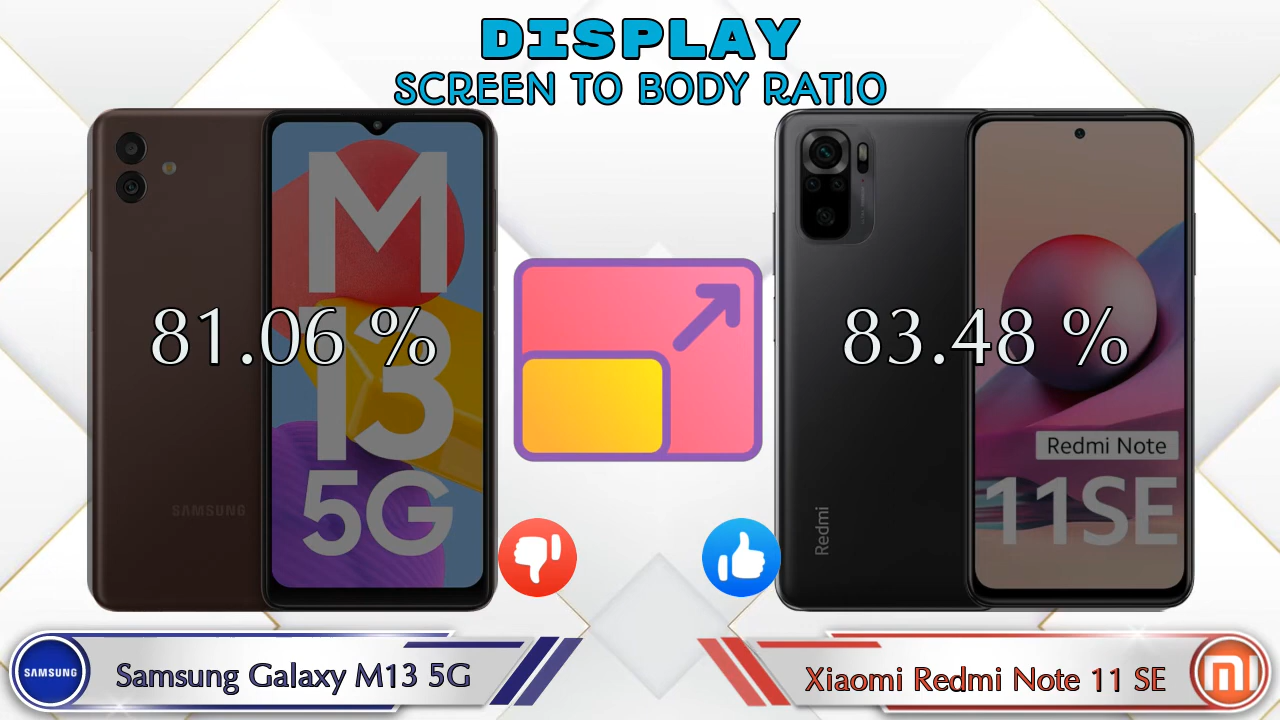 DISPLAY
SCREEN TO BODY RATIO
M
13
5G
81.06 %
SAMSUNG
83.48 %
Redmi Note
11SE
Redmi
SAMSUNG
Samsung Galaxy M13 5G
Xiaomi Redmi Note 11 SE
MI